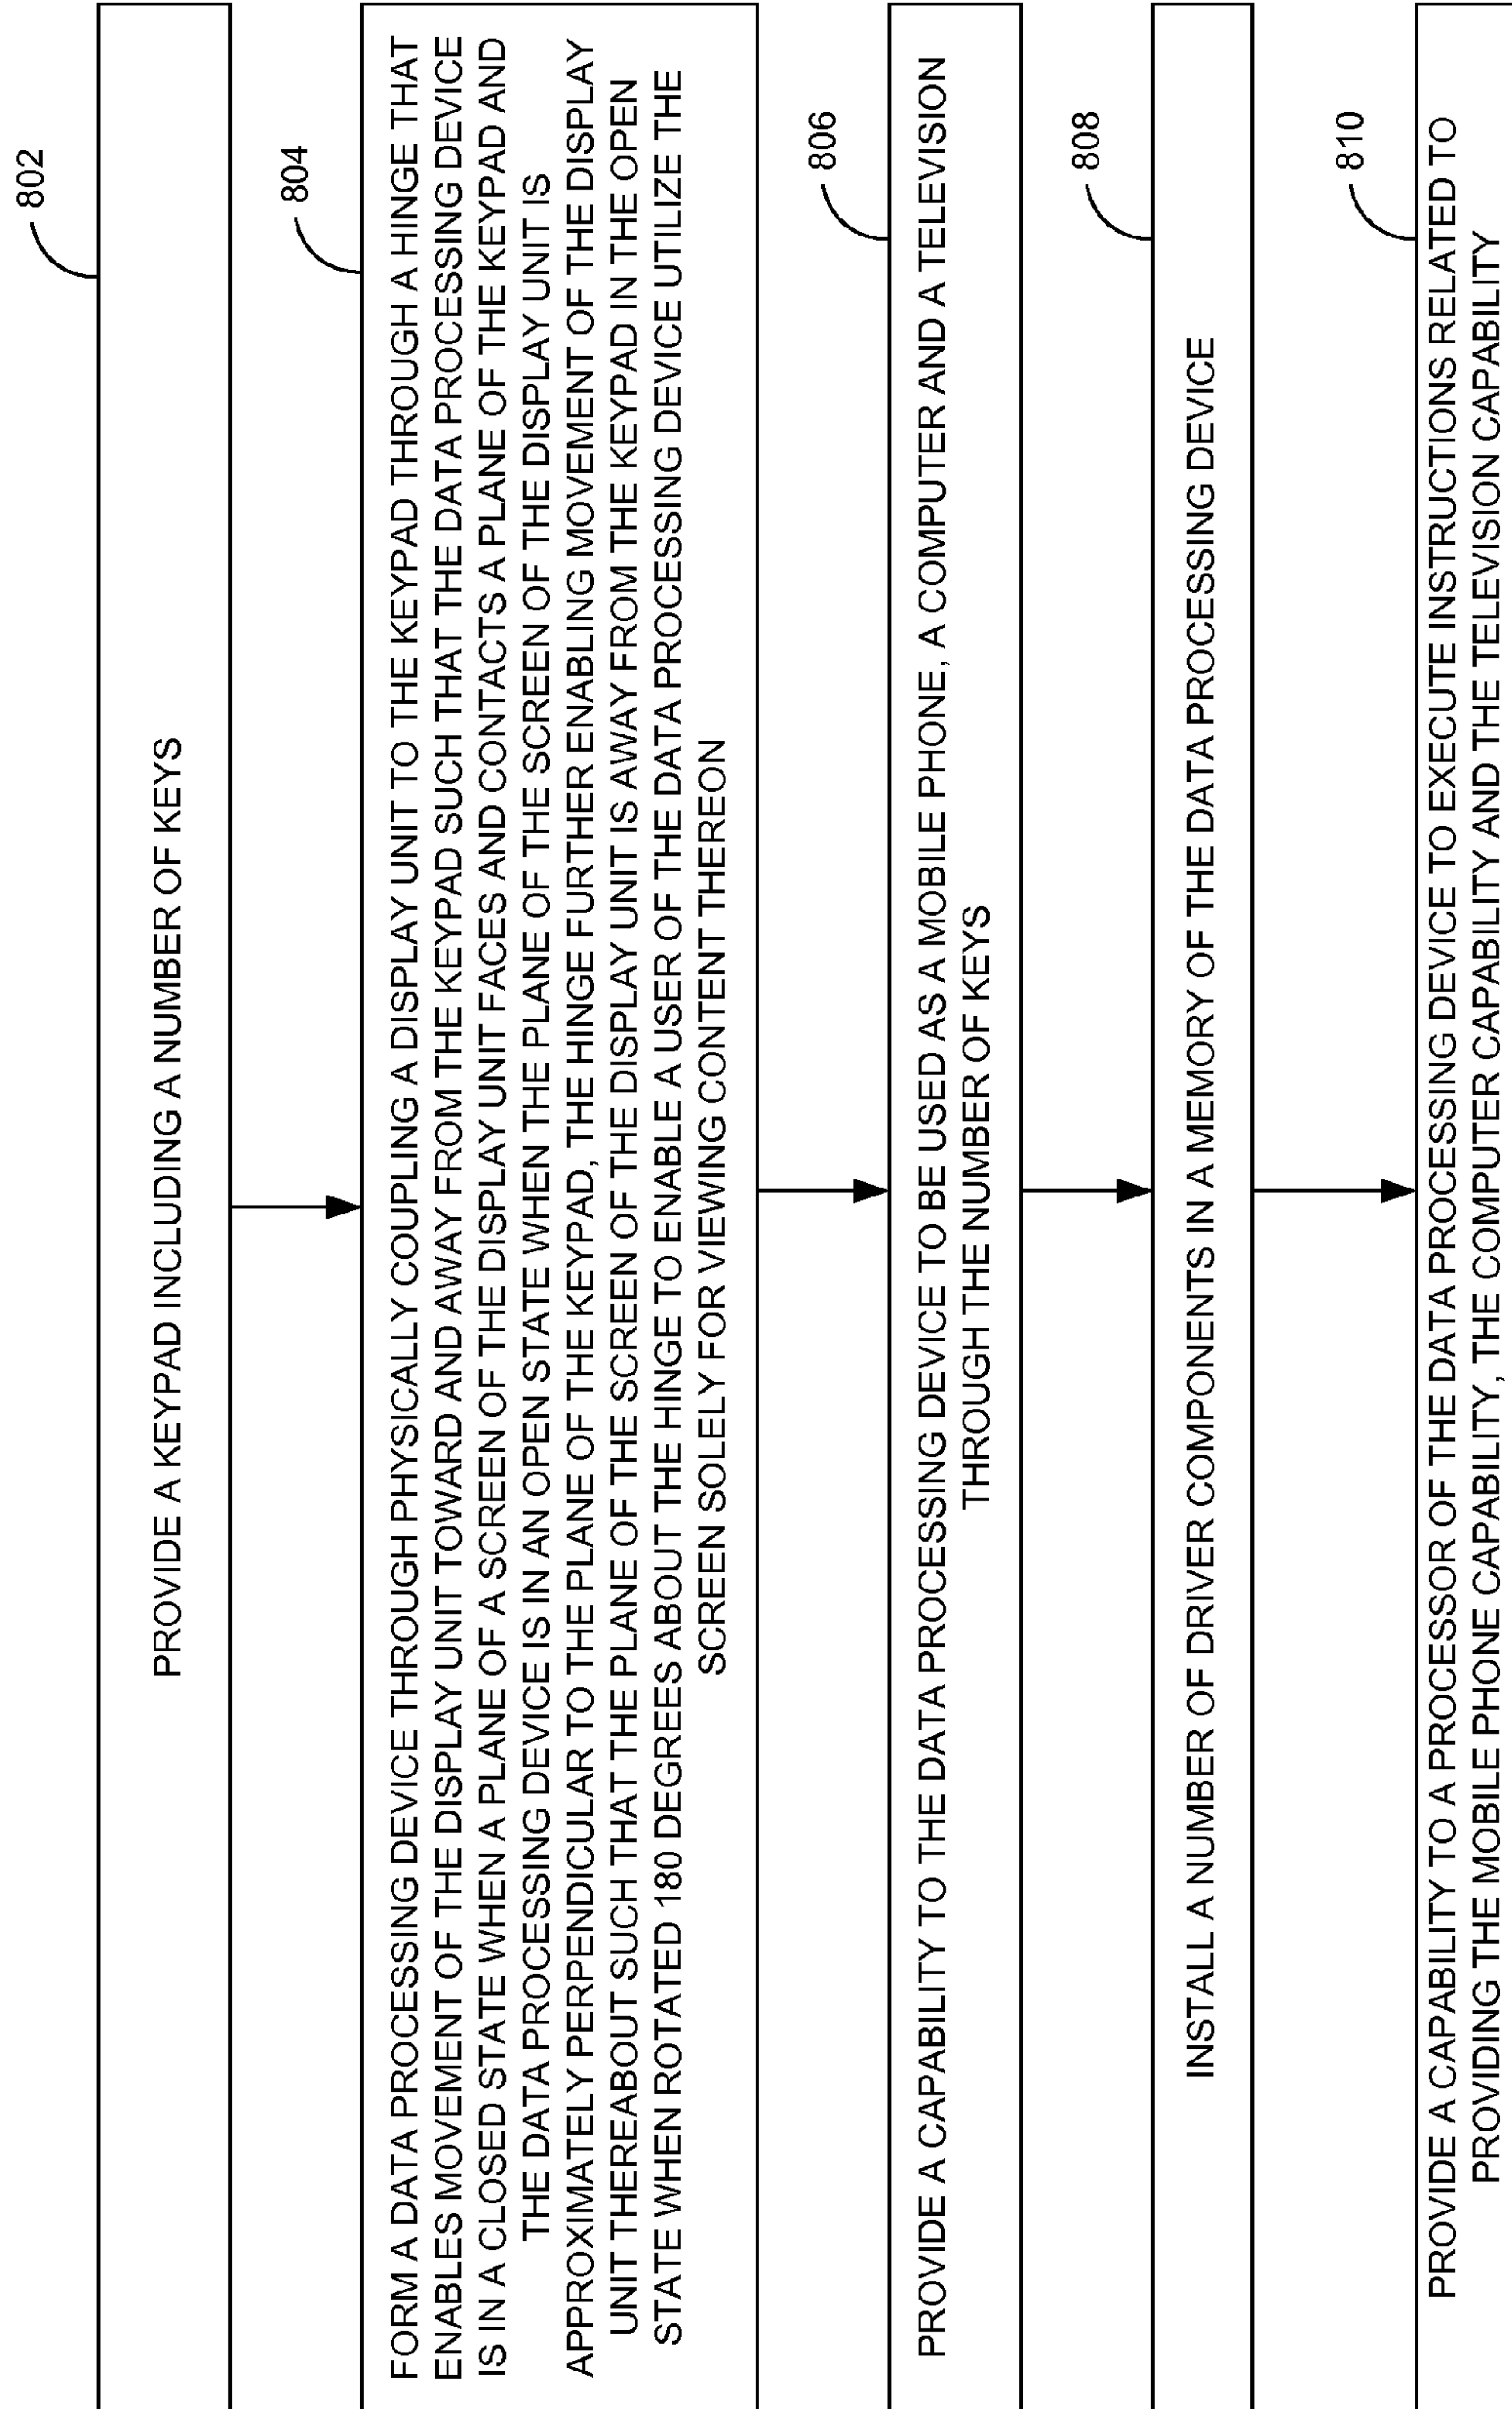 802
PROVIDE A KEYPAD INCLUDING A NUMBER OF KEYS
804
FORM A DATA PROCESSING DEVICE THROUGH PHYSICALLY COUPLING A DISPLAY UNIT TO THE KEYPAD THROUGH A HINGE THAT
ENABLES MOVEMENT OF THE DISPLAY UNIT TOWARD AND AWAY FROM THE KEYPAD SUCH THAT THE DATA PROCESSING DEVICE
IS IN A CLOSED STATE WHEN A PLANE OF A SCREEN OF THE DISPLAY UNIT FACES AND CONTACTS A PLANE OF THE KEYPAD AND
THE DATA PROCESSING DEVICE IS IN AN OPEN STATE WHEN THE PLANE OF THE SCREEN OF THE DISPLAY UNIT IS
APPROXIMATELY PERPENDICULAR TO THE PLANE OF THE KEYPAD, THE HINGE FURTHER ENABLING MOVEMENT OF THE DISPLAY
UNIT THEREABOUT SUCH THAT THE PLANE OF THE SCREEN OF THE DISPLAY UNIT IS AWAY FROM THE KEYPAD IN THE OPEN
STATE WHEN ROTATED 180 DEGREES ABOUT THE HINGE TO ENABLE A USER OF THE DATA PROCESSING DEVICE UTILIZE THE
SCREEN SOLELY FOR VIEWING CONTENT THEREON
806
PROVIDE A CAPABILITY TO THE DATA PROCESSING DEVICE TO BE USED AS A MOBILE PHONE, A COMPUTER AND A TELEVISION
THROUGH THE NUMBER OF KEYS
808
INSTALL A NUMBER OF DRIVER COMPONENTS IN A MEMORY OF THE DATA PROCESSING DEVICE
810
PROVIDE A CAPABILITY TO A PROCESSOR OF THE DATA PROCESSING DEVICE TO EXECUTE INSTRUCTIONS RELATED TO
PROVIDING THE MOBILE PHONE CAPABILITY, THE COMPUTER CAPABILITY AND THE TELEVISION CAPABILITY